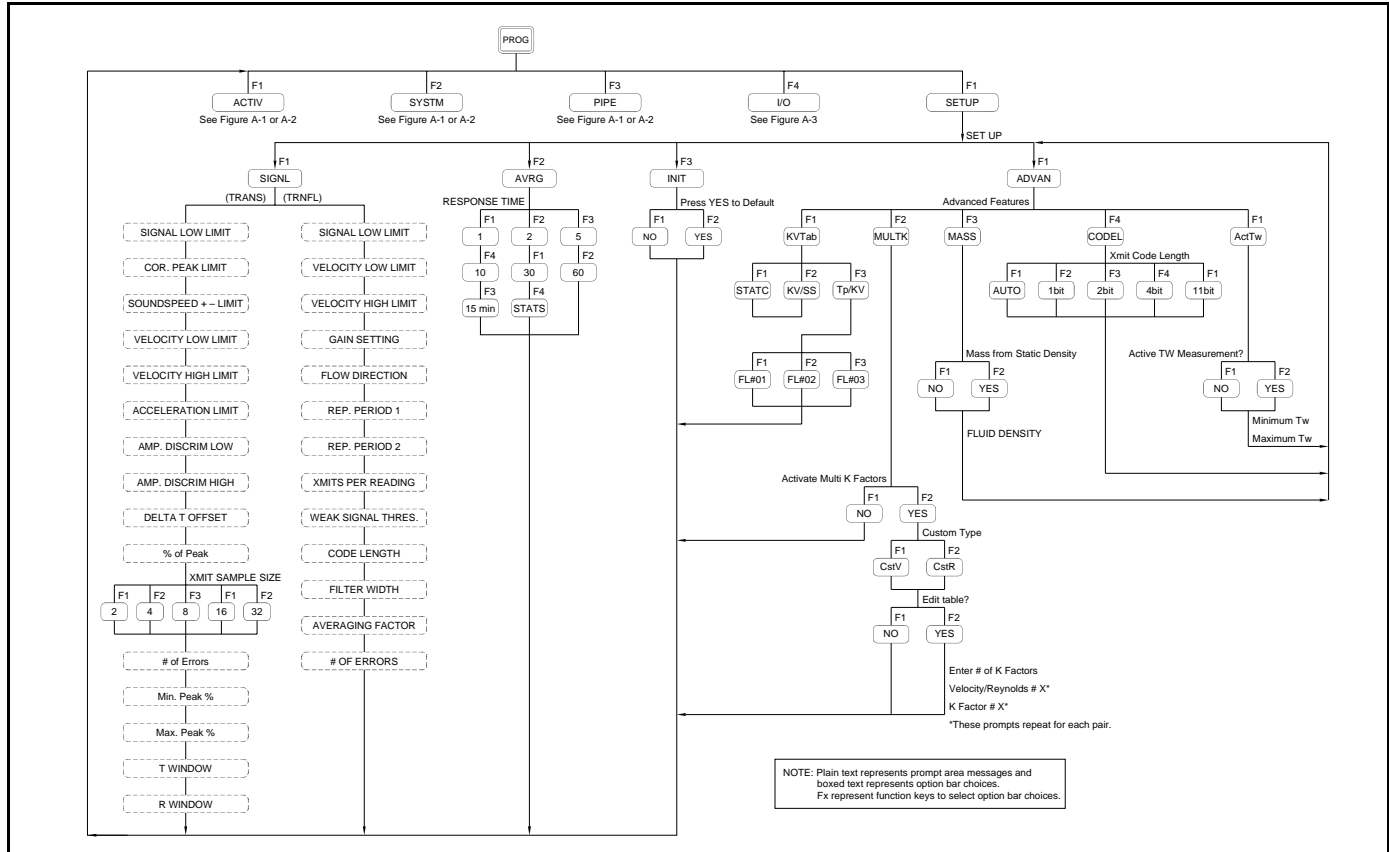 PROG
F1 F2 F3 F4 F1
ACTIV SYSTM PIPE I/O SETUP
See Figure A-1 or A-2 See Figure A-1 or A-2 See Figure A-1 or A-2 See Figure A-3
SET UP
F1 F2 F3 F1
SIGNL AVRG INIT ADVAN
(TRANS) (TRNFL)
SIGNAL LOW LIMIT
COR. PEAK LIMIT
SOUNDSPEED + – LIMIT
VELOCITY LOW LIMIT
VELOCITY HIGH LIMIT
ACCELERATION LIMIT
AMP. DISCRIM LOW
AMP. DISCRIM HIGH
DELTA T OFFSET
% of Peak
XMIT SAMPLE SIZE
F1 F2 F3 F1 F2
2 4 8 16 32
# of Errors
Min. Peak %
Max. Peak %
T WINDOW
R WINDOW
SIGNAL LOW LIMIT
VELOCITY LOW LIMIT
VELOCITY HIGH LIMIT
GAIN SETTING
FLOW DIRECTION
REP. PERIOD 1
REP. PERIOD 2
XMITS PER READING
WEAK SIGNAL THRES.
CODE LENGTH
FILTER WIDTH
AVERAGING FACTOR
# OF ERRORS
RESPONSE TIME
F1 F2 F3
1 2 5
F4 F1 F2
10 30 60
F3 F4
15 min STATS
Press YES to Default
F1 F2
NO YES
Advanced Features
F1 F2 F3 F4 F1
KVTab MULTK MASS CODEL ActTw
F1 F2 F3
STATC KV/SS Tp/KV
F1 F2 F3
FL#01 FL#02 FL#03
Activate Multi K Factors
F1 F2
NO YES
Custom Type
F1 F2
CstV CstR
Edit table?
F1 F2
NO YES
Enter # of K Factors
Velocity/Reynolds # X*
K Factor # X*
*These prompts repeat for each pair.
Mass from Static Density
F1 F2
NO YES
FLUID DENSITY
Xmit Code Length
F1 F2 F3 F4 F1
AUTO 1bit 2bit 4bit 11bit
Active TW Measurement?
F1 F2
NO YES
Minimum Tw
Maximum Tw
NOTE: Plain text represents prompt area messages and
boxed text represents option bar choices.
Fx represent function keys to select option bar choices.